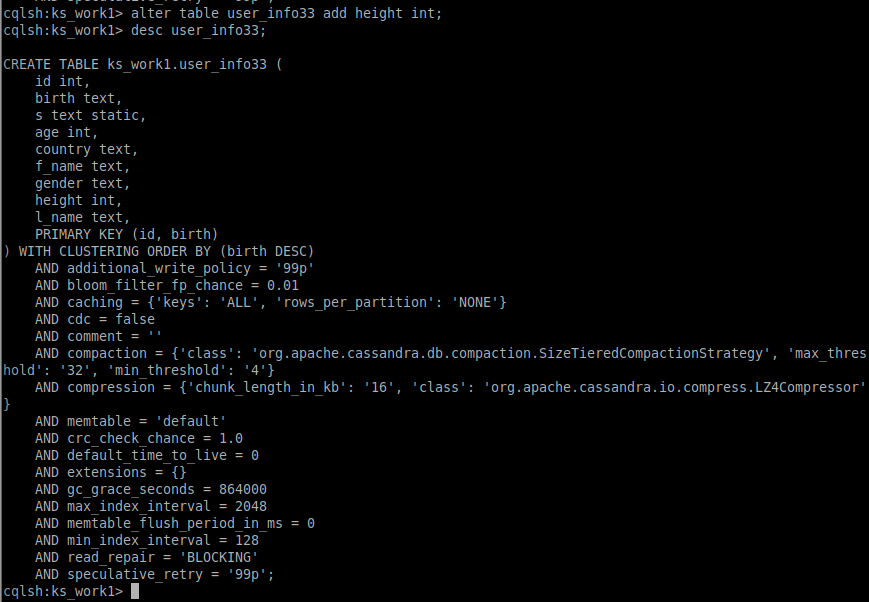 cqlsh:ks_work1> alter table user_info33 add height int;
cqlsh:ks_work1> desc user_info33;
CREATE TABLE ks_work1.user_info33 (
    id int,
    birth text,
    s text static,
    age int,
    country text,
    f_name text,
    gender text,
    height int,
    l_name text,
    PRIMARY KEY (id, birth)
) WITH CLUSTERING ORDER BY (birth DESC)
    AND additional_write_policy = '99p'
    AND bloom_filter_fp_chance = 0.01
    AND caching = {'keys': 'ALL', 'rows_per_partition': 'NONE'}
    AND cdc = false
    AND comment = ''
    AND compaction = {'class': 'org.apache.cassandra.db.compaction.SizeTieredCompactionStrategy', 'max_thres
hold': '32', 'min_threshold': '4'}
    AND compression = {'chunk_length_in_kb': '16', 'class': 'org.apache.cassandra.io.compress.LZ4Compressor'
}
    AND memtable = 'default'
    AND crc_check_chance = 1.0
    AND default_time_to_live = 0
    AND extensions = {}
    AND gc_grace_seconds = 864000
    AND max_index_interval = 2048
    AND memtable_flush_period_in_ms = 0
    AND min_index_interval = 128
    AND read_repair = 'BLOCKING'
    AND speculative_retry = '99p';
cqlsh:ks_work1>